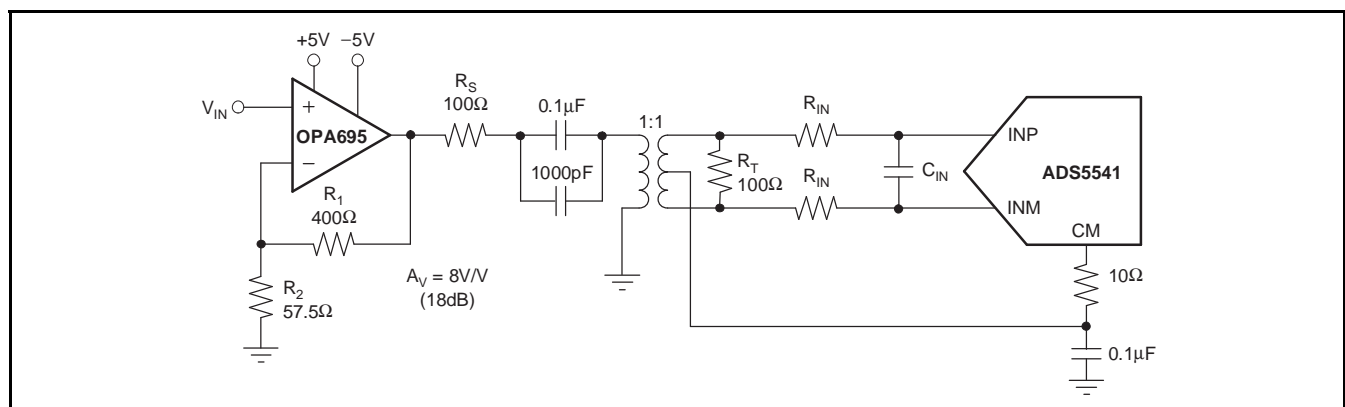 +5V −5V
V_IN
+
−
OPA695
R_S
100Ω
0.1μF
1000pF
1:1
R_T
100Ω
R_IN
R_IN
C_IN
INP
INM
ADS5541
CM
10Ω
0.1μF
R_1
400Ω
R_2
57.5Ω
A_V = 8V/V
(18dB)